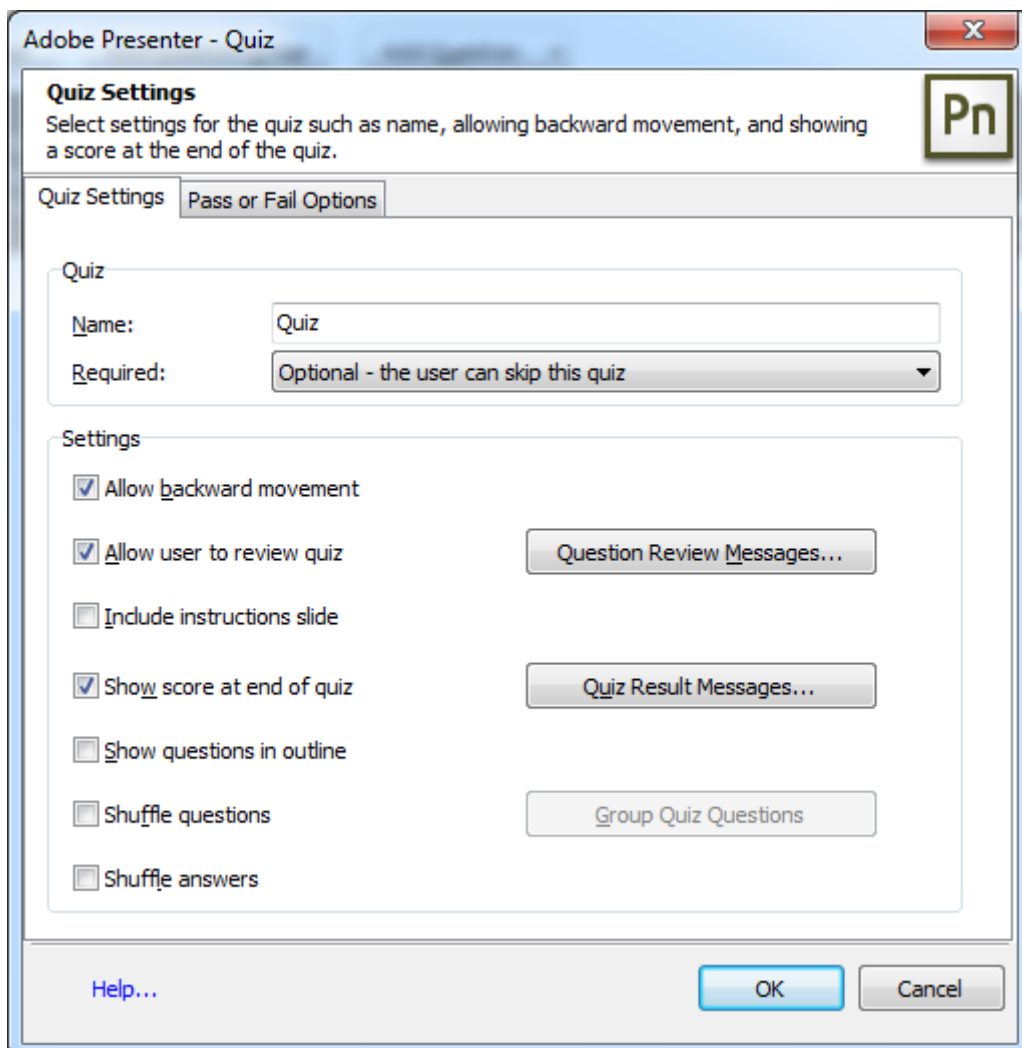 Adobe Presenter - Quiz
Quiz Settings
Select settings for the quiz such as name, allowing backward movement, and showing
a score at the end of the quiz.
Pn
Quiz Settings Pass or Fail Options
Quiz
Name: Quiz
Required: Optional - the user can skip this quiz
Settings
Allow backward movement
Allow user to review quiz Question Review Messages...
Include instructions slide
Show score at end of quiz Quiz Result Messages...
Show questions in outline
Shuffle questions Group Quiz Questions
Shuffle answers
Help... OK Cancel